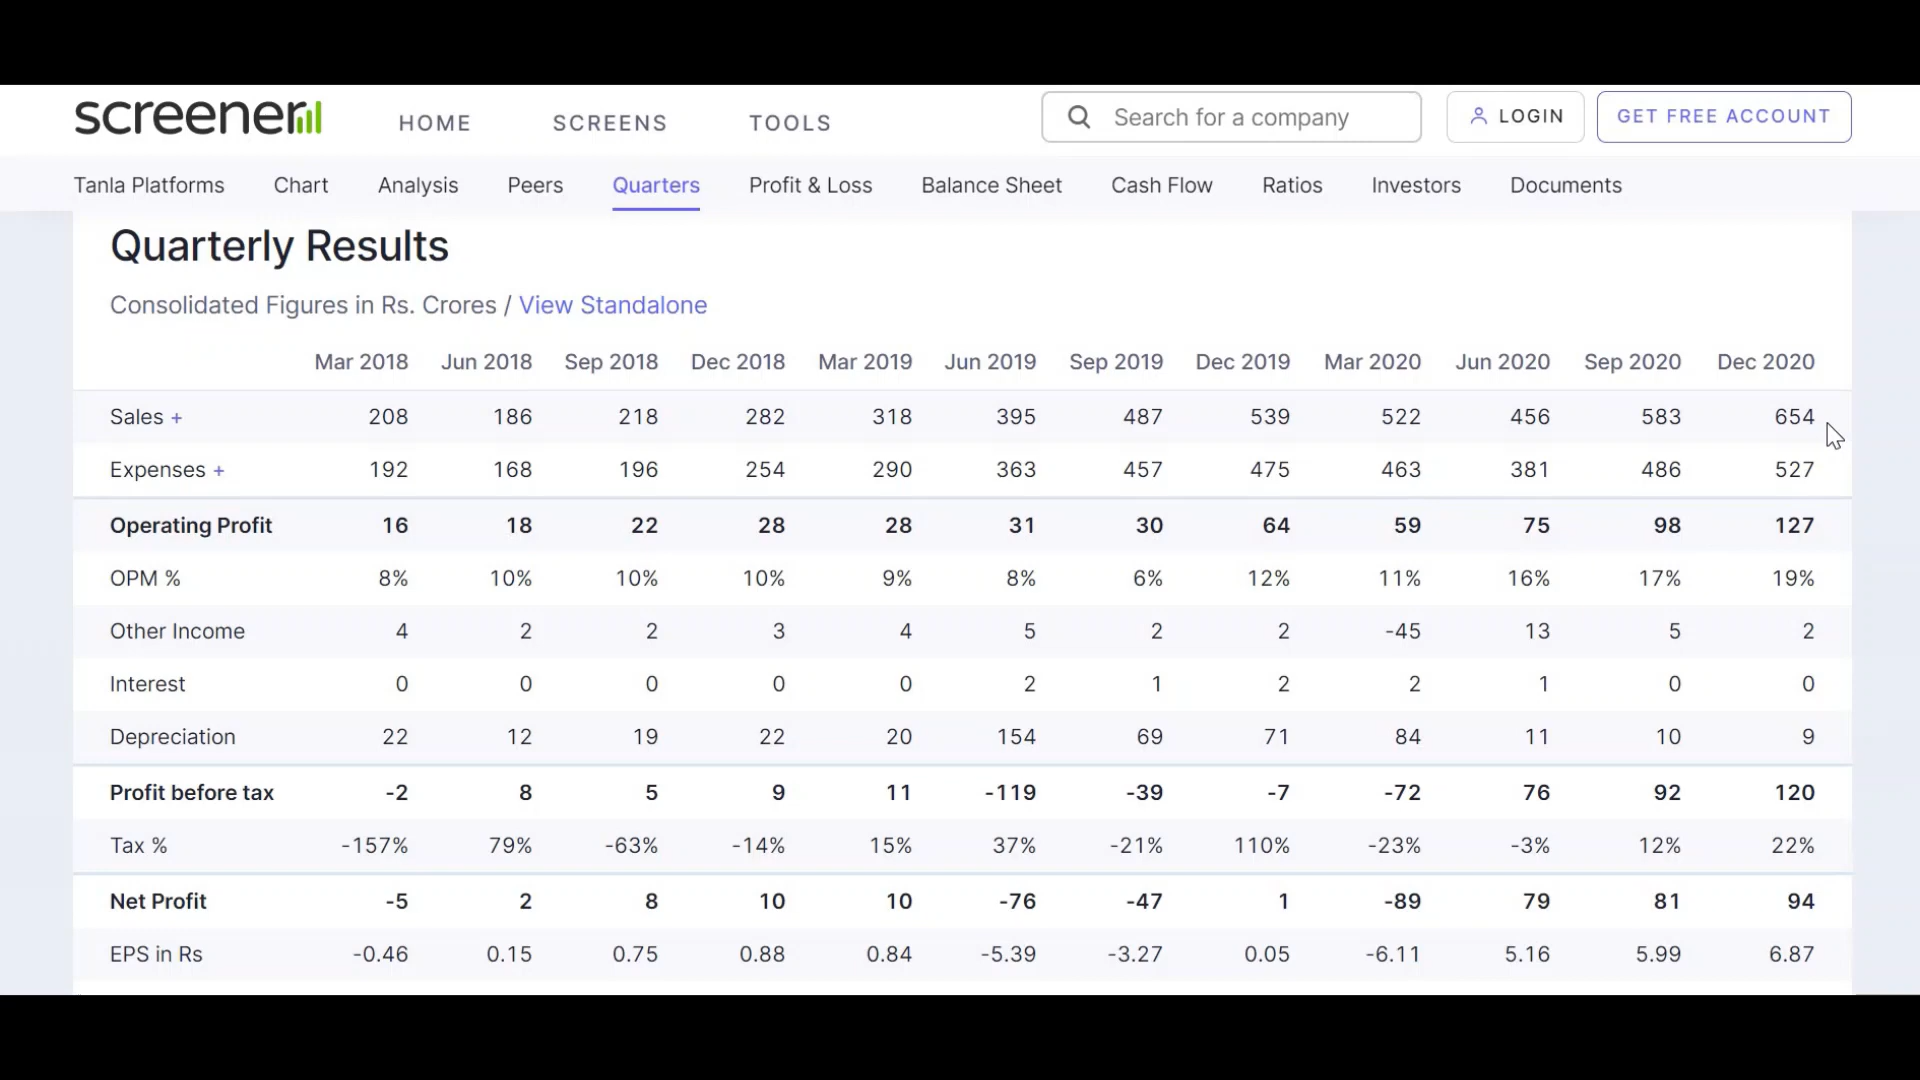 screener HOME SCREENS TOOLS Search for a company LOGIN GET FREE ACCOUNT
Tanla Platforms Chart Analysis Peers Quarters Profit & Loss Balance Sheet Cash Flow Ratios Investors Documents
Quarterly Results
Consolidated Figures in Rs. Crores / View Standalone
Mar 2018 Jun 2018 Sep 2018 Dec 2018 Mar 2019 Jun 2019 Sep 2019 Dec 2019 Mar 2020 Jun 2020 Sep 2020 Dec 2020
Sales + 208 186 218 282 318 395 487 539 522 456 583 654
Expenses + 192 168 196 254 290 363 457 475 463 381 486 527
Operating Profit 16 18 22 28 28 31 30 64 59 75 98 127
OPM % 8% 10% 10% 10% 9% 8% 6% 12% 11% 16% 17% 19%
Other Income 4 2 2 3 4 5 2 2 -45 13 5 2
Interest 0 0 0 0 0 2 1 2 2 1 0 0
Depreciation 22 12 19 22 20 154 69 71 84 11 10 9
Profit before tax -2 8 5 9 11 -119 -39 -7 -72 76 92 120
Tax % -157% 79% -63% -14% 15% 37% -21% 110% -23% -3% 12% 22%
Net Profit -5 2 8 10 10 -76 -47 1 -89 79 81 94
EPS in Rs -0.46 0.15 0.75 0.88 0.84 -5.39 -3.27 0.05 -6.11 5.16 5.99 6.87